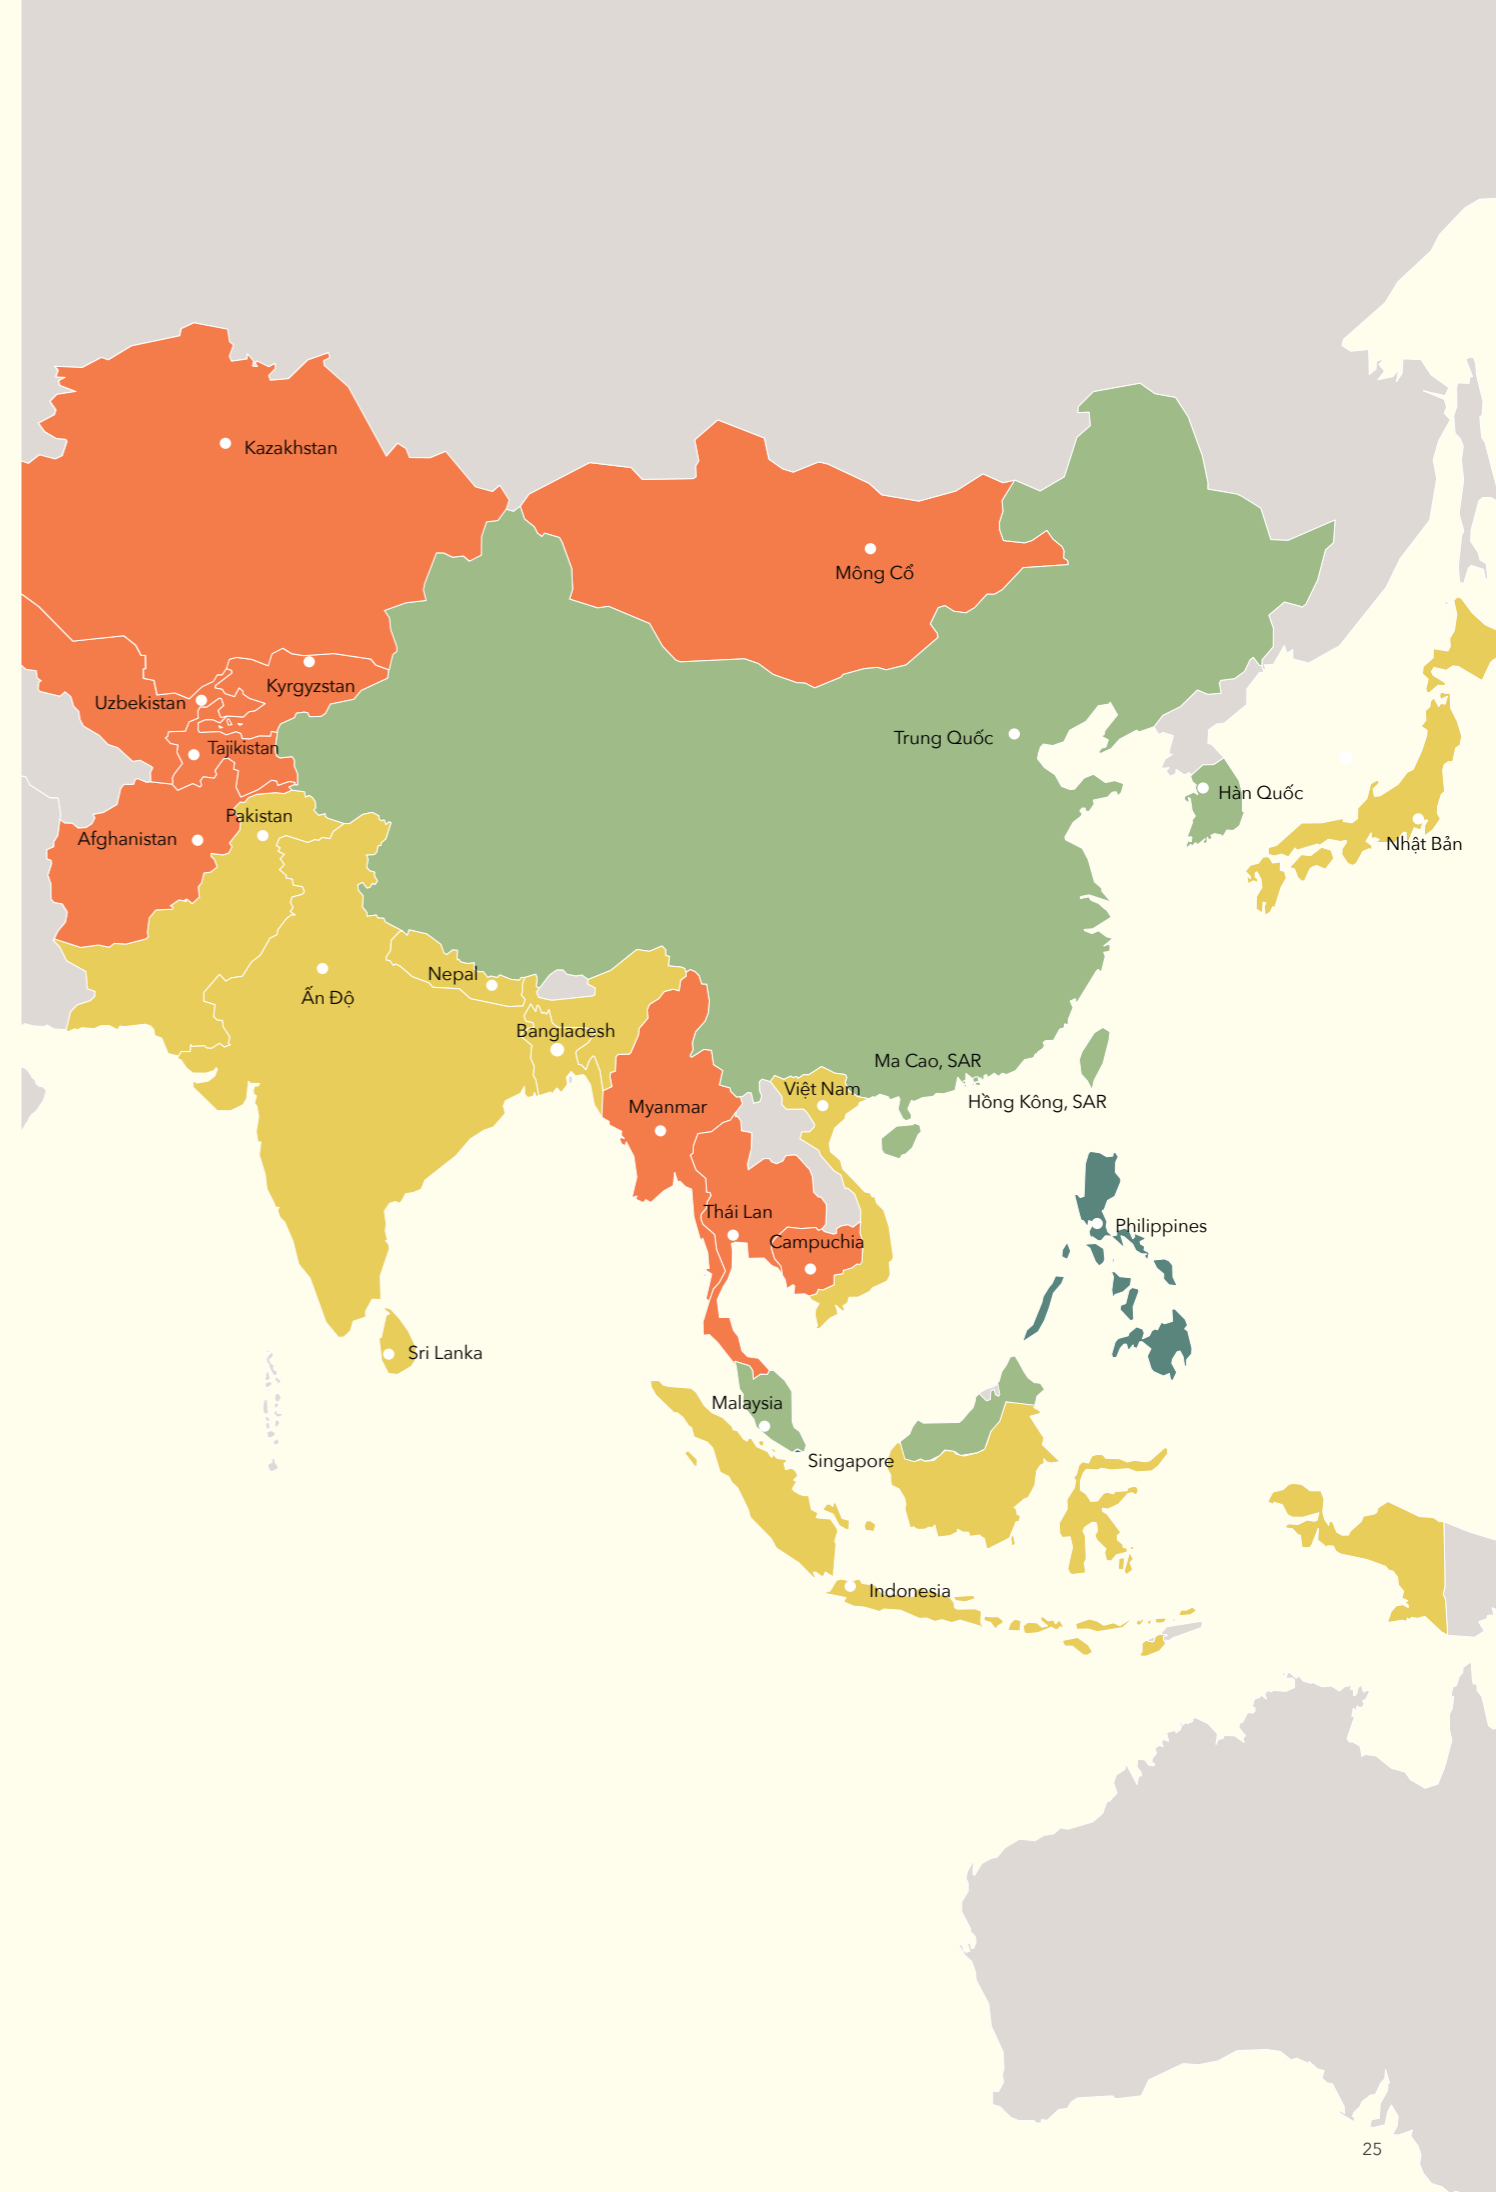 Kazakhstan
Mông Cổ
Kyrgyzstan
Uzbekistan
Trung Quốc
Tajikistan
Hàn Quốc
Pakistan
Afghanistan
Nhật Bản
Nepal
Ấn Độ
Bangladesh
Ma Cao, SAR
Việt Nam
Hồng Kông, SAR
Myanmar
Thái Lan
Philippines
Campuchia
Sri Lanka
Malaysia
Singapore
Indonesia
25